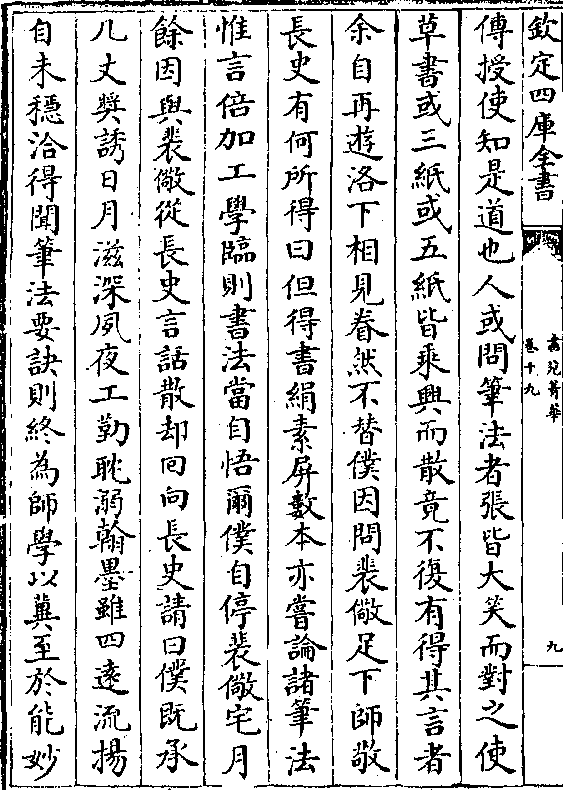 欽定四庫全書
書苑菁華
卷十九
九
傳授使知是道也人或問筆法者張皆大笑而對之使
草書或三紙或五紙皆乘興而散竟不復有得其言者
余自再遊洛下相見眷然不替僕因問裴儆足下師敬
長史有何所得曰但得書絹素屏數本亦嘗論諸筆法
惟言倍加工學臨則書法當自悟爾僕自停裴儆宅月
餘因與裴儆從長史言話散却回向長史請曰僕既承
几丈奬誘日月滋深夙夜工勤耽溺翰墨雖四逺流揚
自未穏洽得聞筆法要訣則終為師學以冀至於能妙